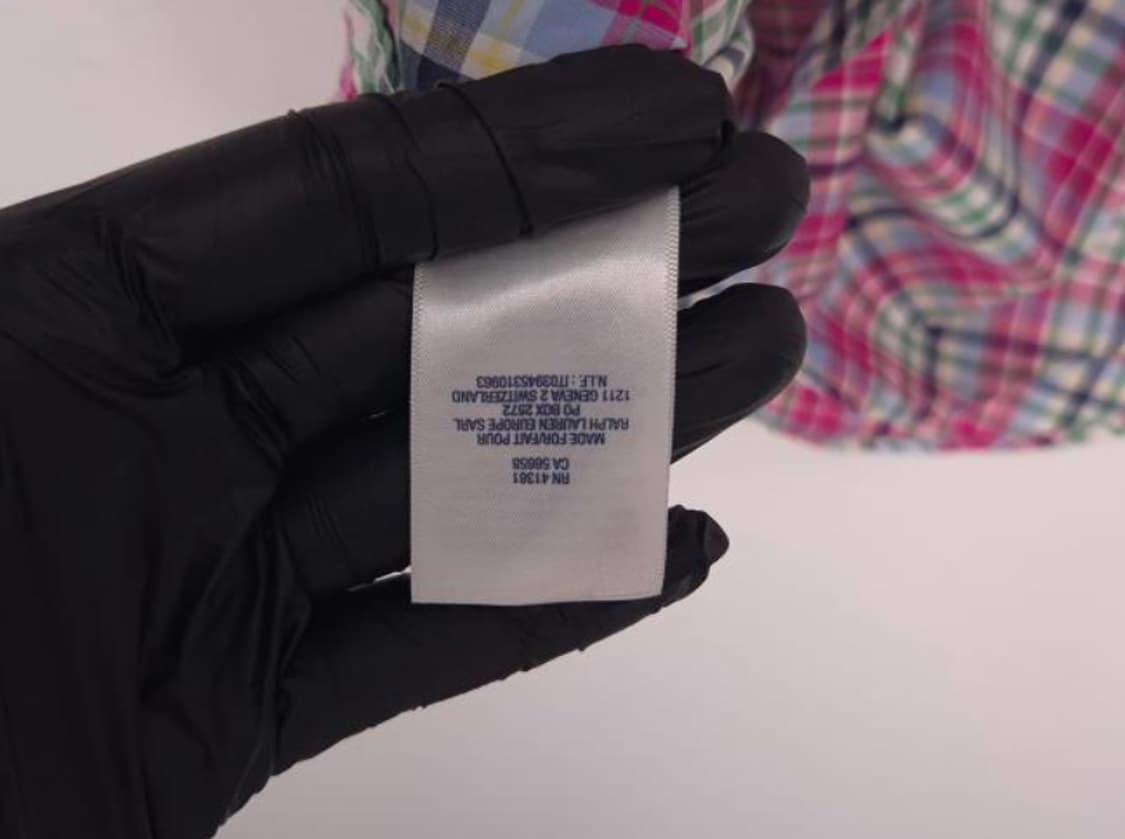 RN 41381
CA 56658
MADE FOR/FAIT POUR
RALPH LAUREN EUROPE SARL
PO BOX 2572
1211 GENEVA 2 SWITZERLAND
N.I.F.: IT03945310963